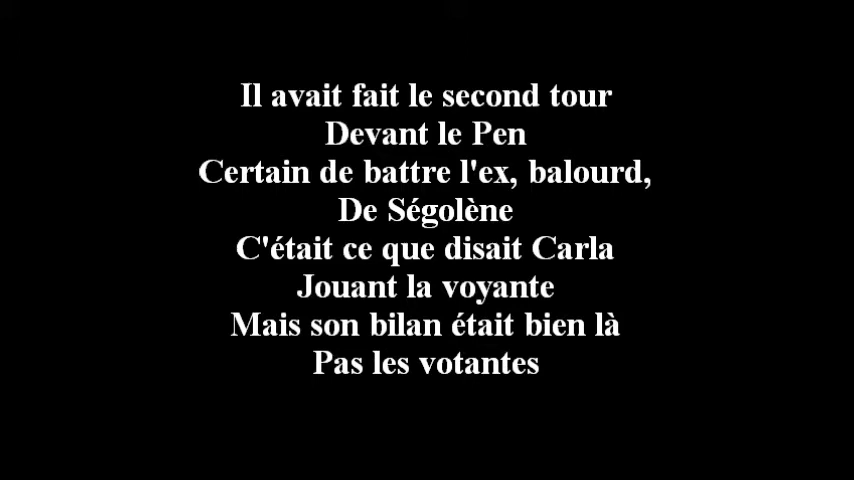 Il avait fait le second tour
Devant le Pen
Certain de battre l'ex, balourd,
De Ségolène
C'était ce que disait Carla
Jouant la voyante
Mais son bilan était bien là
Pas les votantes